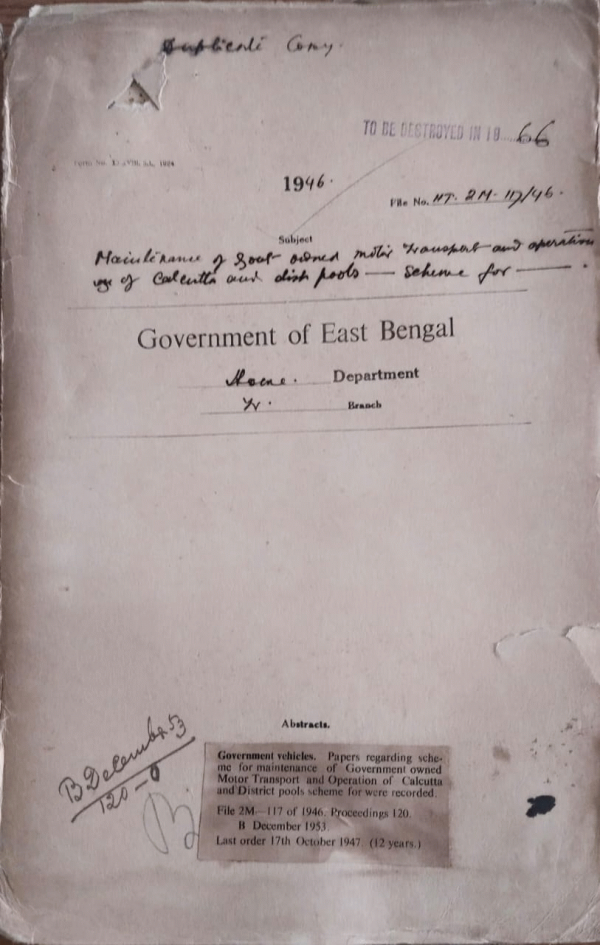 Duplicate Copy.
TO BE DESTROYED IN 19 66
1946.
File No. HT. 2M- 117/46.
Subject
Maintenance of Govt owned motor transport and operation
of Calcutta and dist pools — scheme for — .
Government of East Bengal
Home. Department
Tr. Branch
Abstracts.
B December 53
120-
B
Government vehicles. Papers regarding sche-
me for maintenance of Government owned
Motor Transport and Operation of Calcutta
and District pools scheme for were recorded.
File 2M—117 of 1946. Proceedings 120.
B December 1953.
Last order 17th October 1947. (12 years.)